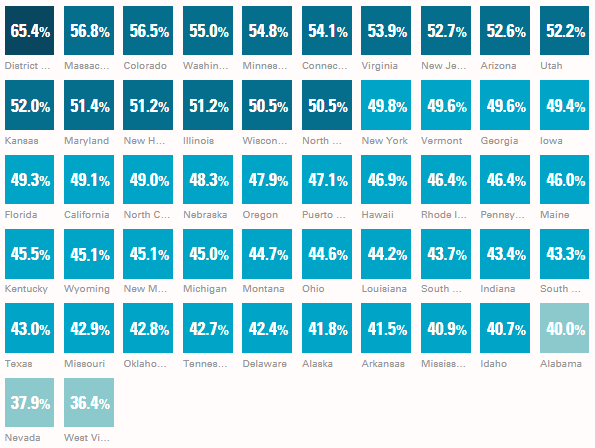 65.4% 56.8% 56.5% 55.0% 54.8% 54.1% 53.9% 52.7% 52.6% 52.2%
District ... Massac... Colorado Washin... Minnes... Connec... Virginia New Je... Arizona Utah
52.0% 51.4% 51.2% 51.2% 50.5% 50.5% 49.8% 49.6% 49.6% 49.4%
Kansas Maryland New H... Illinois Wiscon... North ... New York Vermont Georgia Iowa
49.3% 49.1% 49.0% 48.3% 47.9% 47.1% 46.9% 46.4% 46.4% 46.0%
Florida California North C... Nebraska Oregon Puerto ... Hawaii Rhode I... Pennsy... Maine
45.5% 45.1% 45.1% 45.0% 44.7% 44.6% 44.2% 43.7% 43.4% 43.3%
Kentucky Wyoming New M... Michigan Montana Ohio Louisiana South ... Indiana South ...
43.0% 42.9% 42.8% 42.7% 42.4% 41.8% 41.5% 40.9% 40.7% 40.0%
Texas Missouri Oklaho... Tennes... Delaware Alaska Arkansas Mississ... Idaho Alabama
37.9% 36.4%
Nevada West Vi...